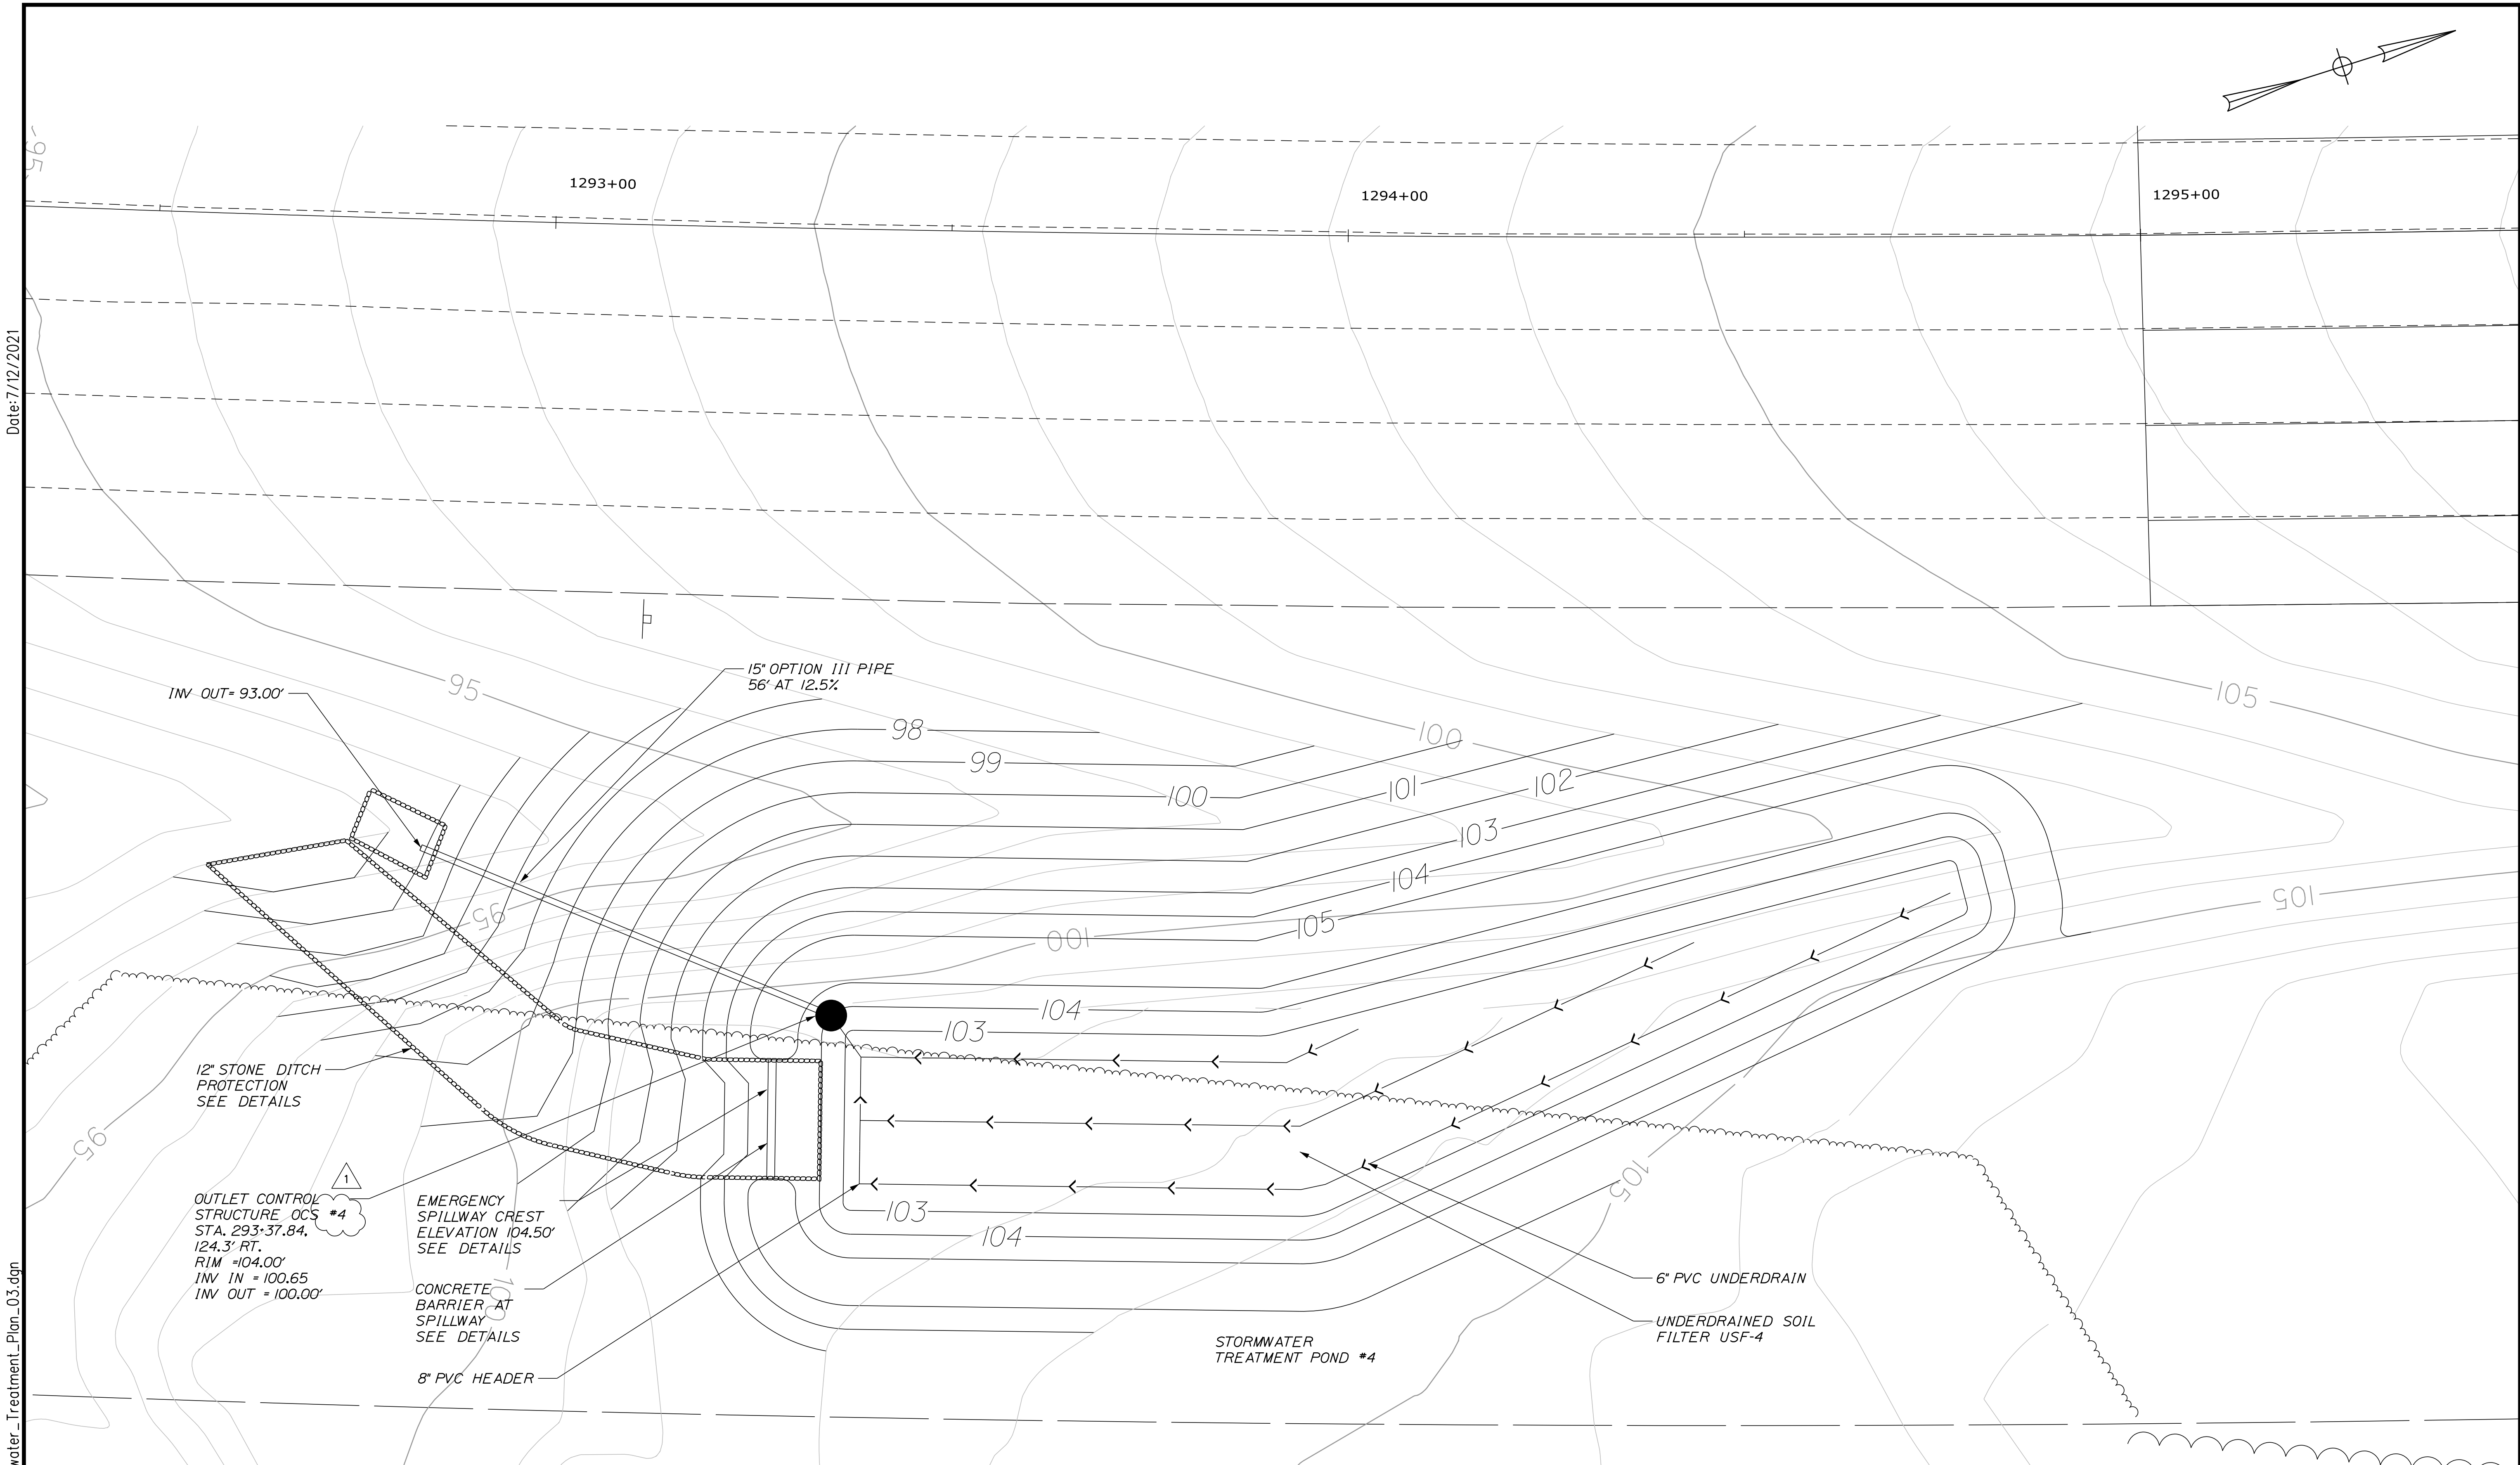 1293+00
1294+00
1295+00
Date:7/12/2021
-95-
15" OPTION III PIPE
56' AT 12.5%
INV OUT= 93.00'
95
105
98
99
100
100
101
102
103
104
105
105
95
100
104
103
12" STONE DITCH
PROTECTION
SEE DETAILS
95
1
OUTLET CONTROL
STRUCTURE OCS #4
STA. 293+37.84,
124.3' RT.
RIM =104.00'
INV IN = 100.65
INV OUT = 100.00'
EMERGENCY
SPILLWAY CREST
ELEVATION 104.50'
SEE DETAILS
103
104
105
CONCRETE
BARRIER AT
SPILLWAY
SEE DETAILS
100
8" PVC HEADER
6" PVC UNDERDRAIN
UNDERDRAINED SOIL
FILTER USF-4
STORMWATER
TREATMENT POND #4
water_Treatment_Plan_03.dgn